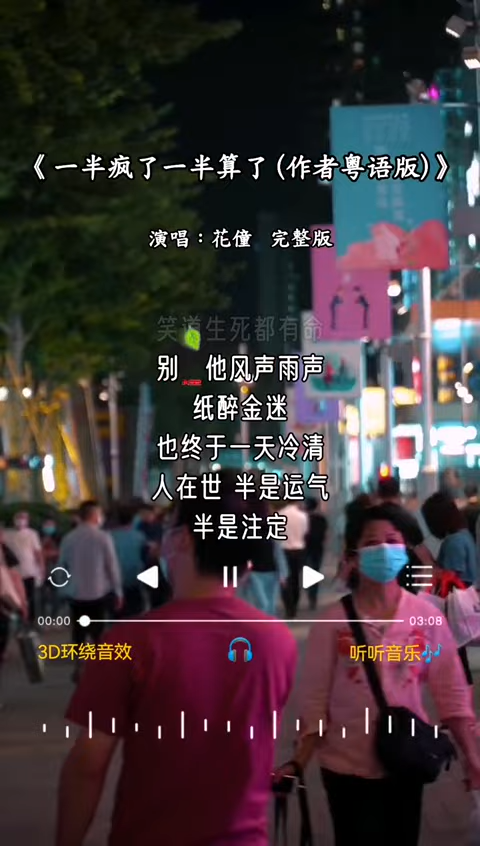 《一半疯了一半算了(作者粤语版)》
演唱：花僮 完整版
笑道生死都有命
别 他风声雨声
纸醉金迷
也终于一天冷清
人在世 半是运气
半是注定
00:00
03:08
3D环绕音效
听听音乐